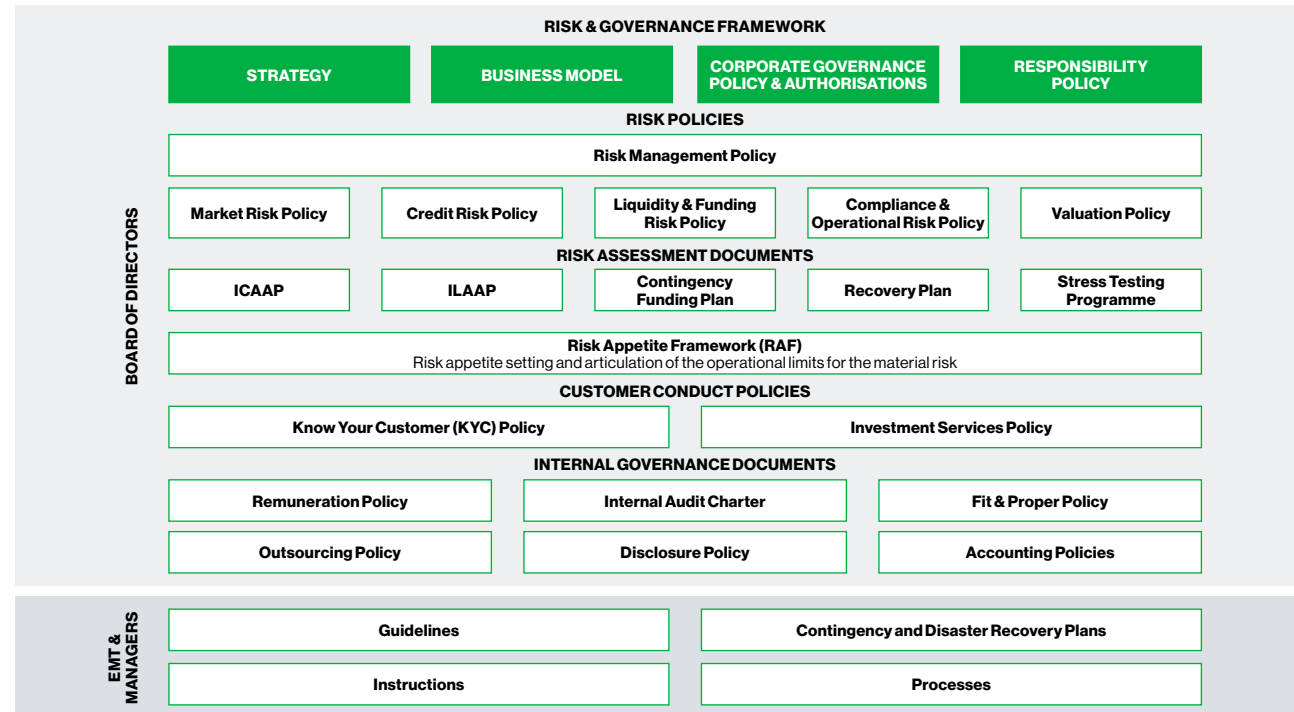 RISK & GOVERNANCE FRAMEWORK
STRATEGY
BUSINESS MODEL
CORPORATE GOVERNANCE
POLICY & AUTHORISATIONS
RESPONSIBILITY
POLICY
BOARD OF DIRECTORS
RISK POLICIES
Risk Management Policy
Market Risk Policy
Credit Risk Policy
Liquidity & Funding
Risk Policy
Compliance &
Operational Risk Policy
Valuation Policy
RISK ASSESSMENT DOCUMENTS
ICAAP
ILAAP
Contingency
Funding Plan
Recovery Plan
Stress Testing
Programme
Risk Appetite Framework (RAF)
Risk appetite setting and articulation of the operational limits for the material risk
CUSTOMER CONDUCT POLICIES
Know Your Customer (KYC) Policy
Investment Services Policy
INTERNAL GOVERNANCE DOCUMENTS
Remuneration Policy
Internal Audit Charter
Fit & Proper Policy
Outsourcing Policy
Disclosure Policy
Accounting Policies
EMT &
MANAGERS
Guidelines
Contingency and Disaster Recovery Plans
Instructions
Processes